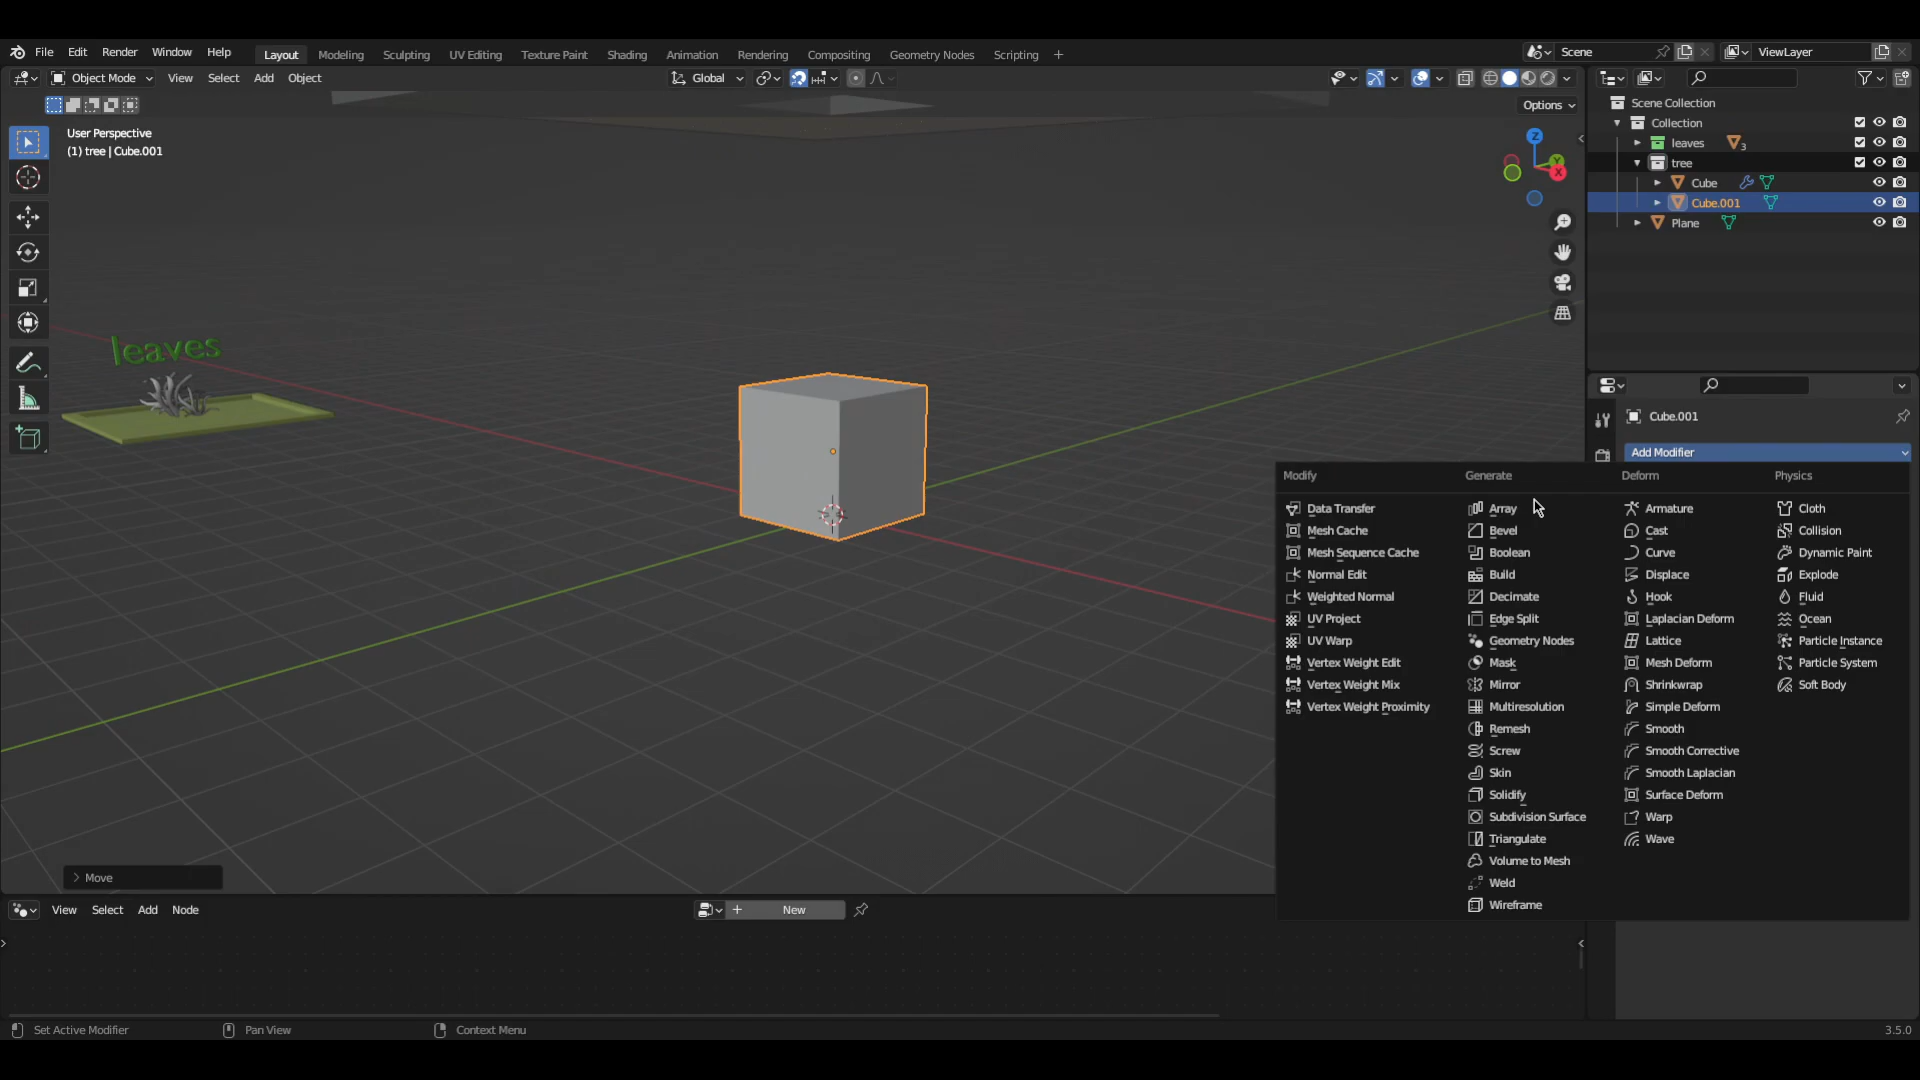 File Edit Render Window Help
Layout Modeling Sculpting UV Editing Texture Paint Shading Animation Rendering Compositing Geometry Nodes Scripting +
Scene
ViewLayer
Object Mode View Select Add Object
Global
Options
User Perspective
(1) tree | Cube.001
Z
Y
X
leaves
Move
Scene Collection
Collection
leaves 3
tree
Cube
Cube.001
Plane
Cube.001
Add Modifier
Modify
Data Transfer
Mesh Cache
Mesh Sequence Cache
Normal Edit
Weighted Normal
UV Project
UV Warp
Vertex Weight Edit
Vertex Weight Mix
Vertex Weight Proximity
Generate
Array
Bevel
Boolean
Build
Decimate
Edge Split
Geometry Nodes
Mask
Mirror
Multiresolution
Remesh
Screw
Skin
Solidify
Subdivision Surface
Triangulate
Volume to Mesh
Weld
Wireframe
Deform
Armature
Cast
Curve
Displace
Hook
Laplacian Deform
Lattice
Mesh Deform
Shrinkwrap
Simple Deform
Smooth
Smooth Corrective
Smooth Laplacian
Surface Deform
Warp
Wave
Physics
Cloth
Collision
Dynamic Paint
Explode
Fluid
Ocean
Particle Instance
Particle System
Soft Body
View Select Add Node
+ New
Set Active Modifier
Pan View
Context Menu
3.5.0